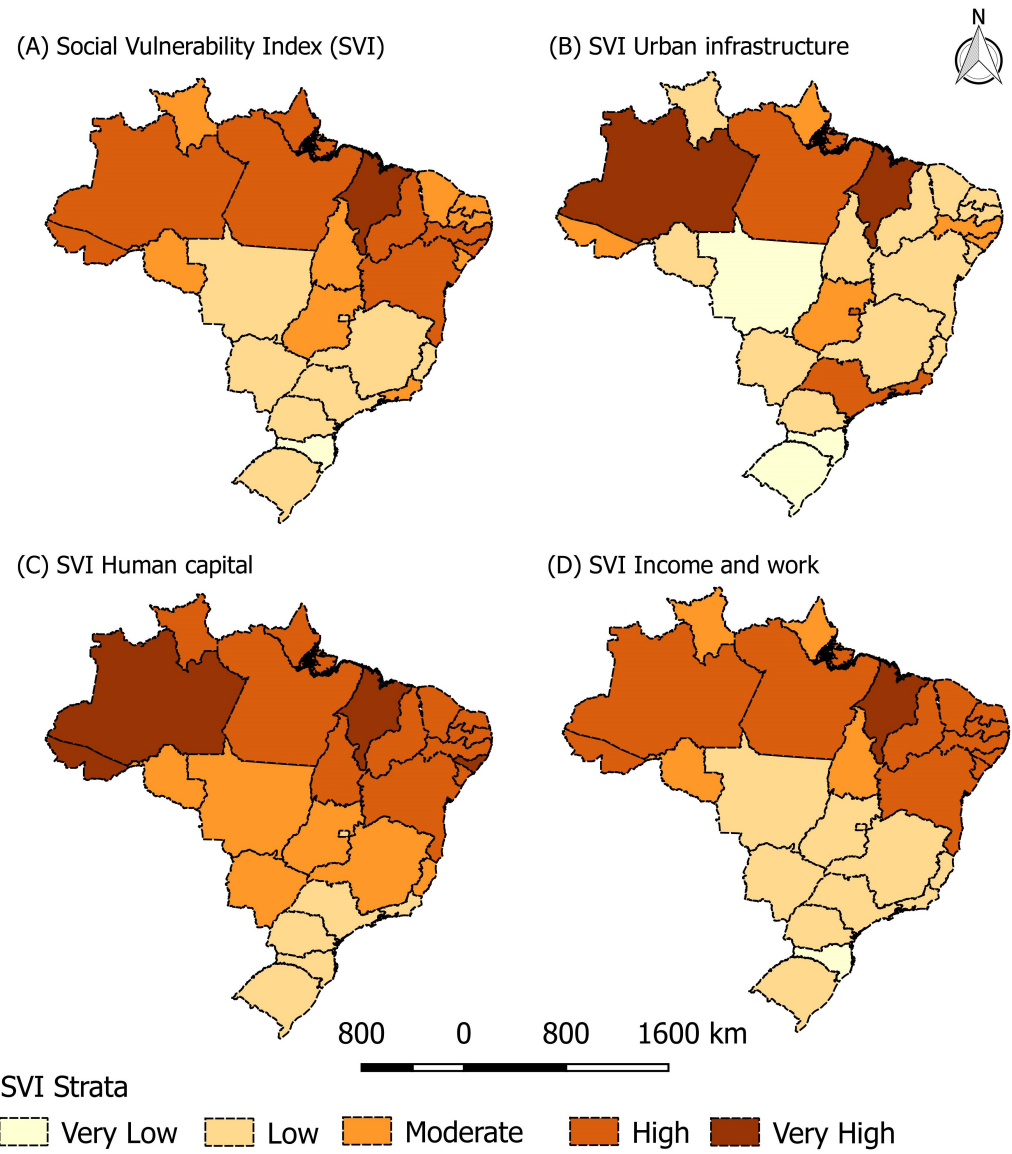 N
(A) Social Vulnerability Index (SVI)
(B) SVI Urban infrastructure
(C) SVI Human capital
(D) SVI Income and work
800 0 800 1600 km
SVI Strata
Very Low Low Moderate High Very High